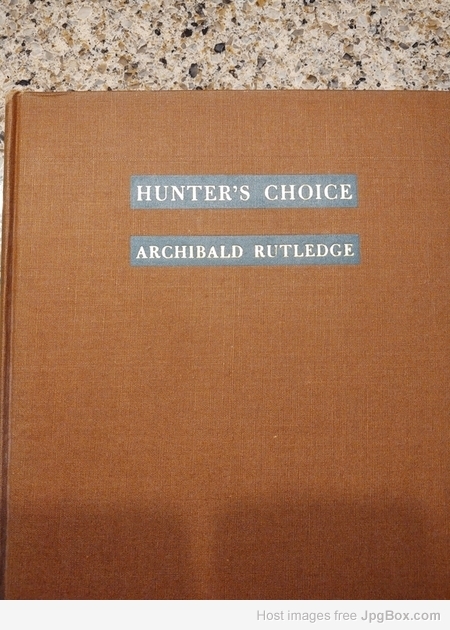 HUNTER'S CHOICE
ARCHIBALD RUTLEDGE
Host images free JpgBox.com